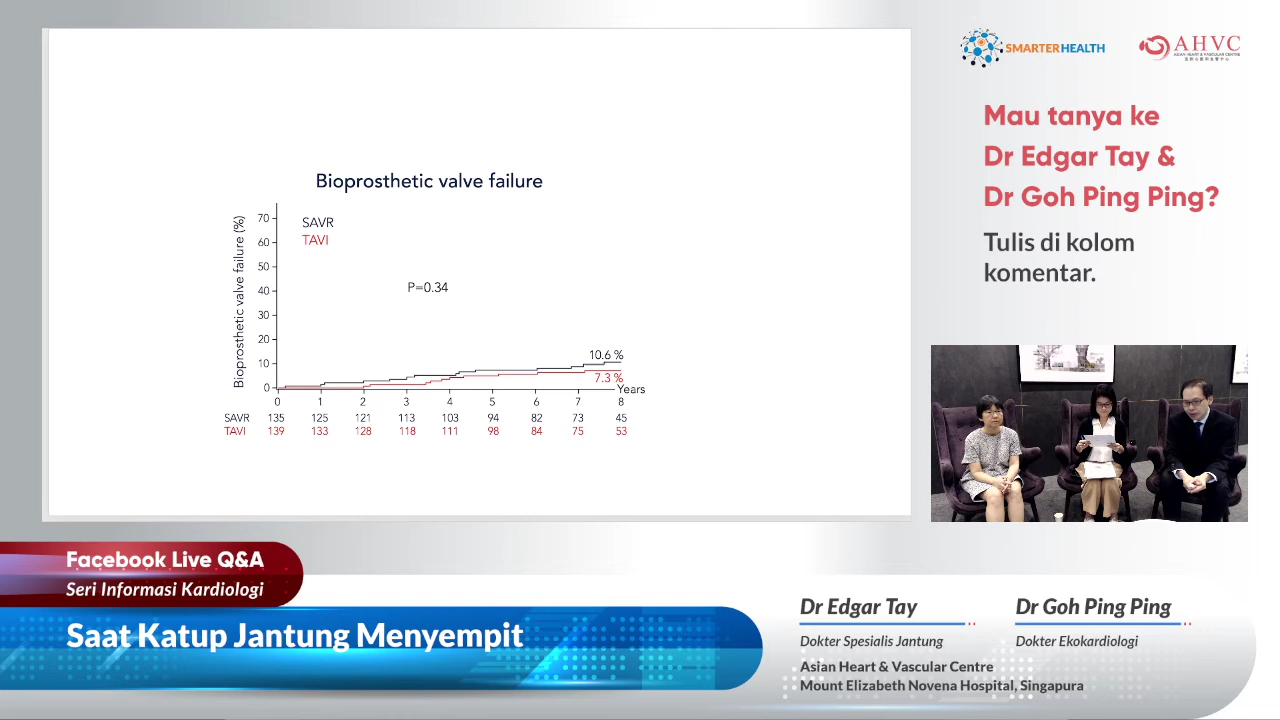 Bioprosthetic valve failure
Bioprosthetic valve failure (%)
70
60
50
40
30
20
10
0
SAVR
TAVI
P=0.34
10.6 %
7.3 %
Years
0 1 2 3 4 5 6 7 8
SAVR 135 125 121 113 103 94 82 73 45
TAVI 139 133 128 118 111 98 84 75 53
SMARTERHEALTH
AHVC
ASIAN HEART & VASCULAR CENTRE
Mau tanya ke
Dr Edgar Tay &
Dr Goh Ping Ping?
Tulis di kolom
komentar.
Facebook Live Q&A
Seri Informasi Kardiologi
Saat Katup Jantung Menyempit
Dr Edgar Tay
Dokter Spesialis Jantung
Dr Goh Ping Ping
Dokter Ekokardiologi
Asian Heart & Vascular Centre
Mount Elizabeth Novena Hospital, Singapura